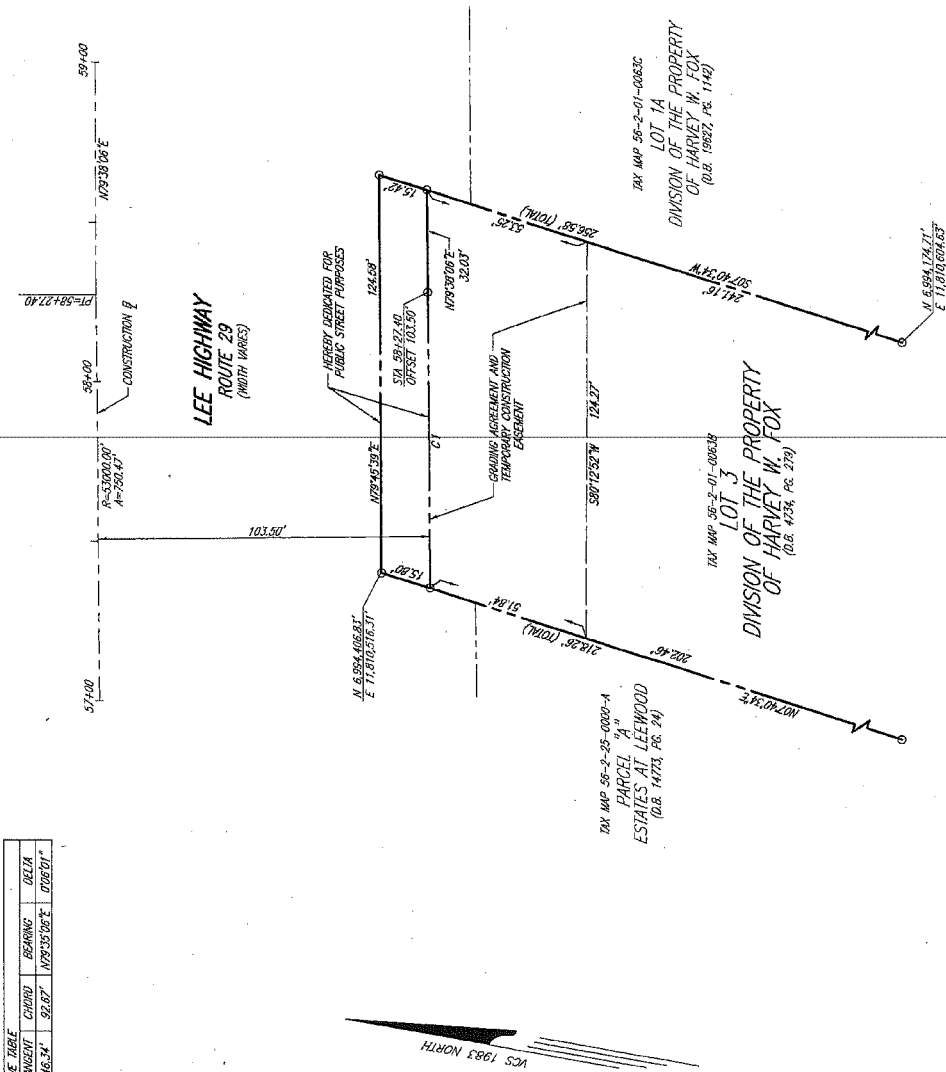 57+00
58+00
59+00
R=53000.00'
A=750.47'
CONSTRUCTION ℄
PT=58+27.40
N79°38'06"E
LEE HIGHWAY
ROUTE 29
(WIDTH VARIES)
103.50'
HEREBY DEDICATED FOR
PUBLIC STREET PURPOSES
N 6,994,406.83'
E 11,810,516.31'
N79°45'39"E
124.68'
15.80'
15.42'
STA. 58+27.40
OFFSET 103.50'
C1
N79°38'06"E
32.03'
GRADING AGREEMENT AND
TEMPORARY CONSTRUCTION
EASEMENT
51.84'
218.26' (TOTAL)
202.46'
N07°40'34"E
S80°12'52"W
124.27'
53.25'
256.58' (TOTAL)
S07°40'34"W
241.16'
TAX MAP 56-2-25-0000-A
PARCEL "A"
ESTATES AT LEEWOOD
(D.B. 14773, PG. 24)
TAX MAP 56-2-01-0063B
LOT 3
DIVISION OF THE PROPERTY
OF HARVEY W. FOX
(D.B. 4734, PG. 279)
TAX MAP 56-2-01-0063C
LOT 1A
DIVISION OF THE PROPERTY
OF HARVEY W. FOX
(D.B. 19627, PG. 1142)
N 6,994,174.71'
E 11,810,604.63'
TABLE
CHORD BEARING DELTA
46.34' 92.67' N79°35'06"E 0°06'01"
VCS 1983 NORTH